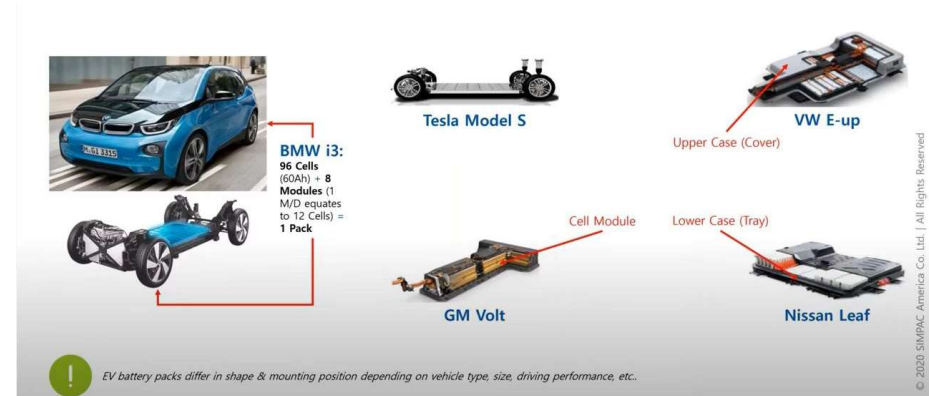 BMW i3:
96 Cells
(60Ah) + 8
Modules (1
M/D equates
to 12 Cells) =
1 Pack
Tesla Model S
VW E-up
Upper Case (Cover)
Cell Module
Lower Case (Tray)
GM Volt
Nissan Leaf
! EV battery packs differ in shape & mounting position depending on vehicle type, size, driving performance, etc..
© 2020 SIMPAC America Co. Ltd. | All Rights Reserved